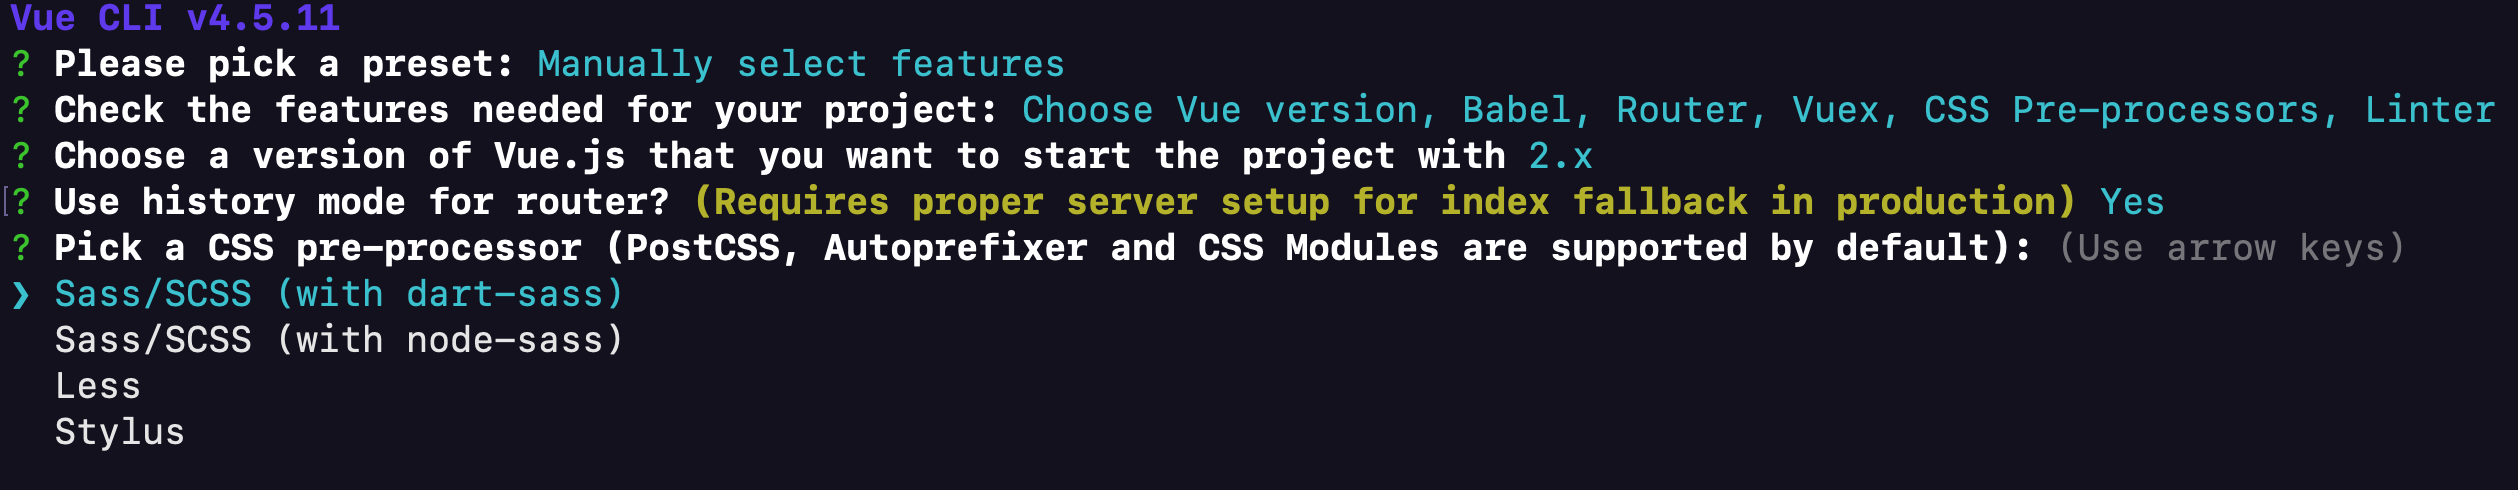 Vue CLI v4.5.11
? Please pick a preset: Manually select features
? Check the features needed for your project: Choose Vue version, Babel, Router, Vuex, CSS Pre-processors, Linter
? Choose a version of Vue.js that you want to start the project with 2.x
[? Use history mode for router? (Requires proper server setup for index fallback in production) Yes
? Pick a CSS pre-processor (PostCSS, Autoprefixer and CSS Modules are supported by default): (Use arrow keys)
❯ Sass/SCSS (with dart-sass)
Sass/SCSS (with node-sass)
Less
Stylus